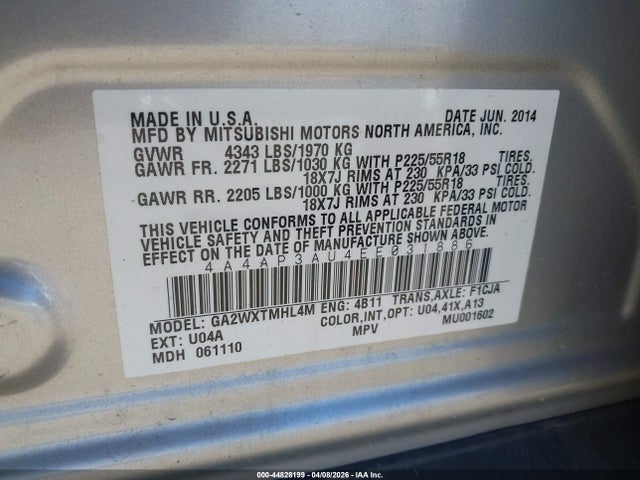 MADE IN U.S.A. DATE JUN. 2014
MFD BY MITSUBISHI MOTORS NORTH AMERICA, INC.
GVWR 4343 LBS/1970 KG
GAWR FR. 2271 LBS/1030 KG WITH P225/55R18 TIRES.
18X7J RIMS AT 230 KPA/33 PSI COLD.
GAWR RR. 2205 LBS/1000 KG WITH P225/55R18 TIRES.
18X7J RIMS AT 230 KPA/33 PSI COLD.
THIS VEHICLE CONFORMS TO ALL APPLICABLE FEDERAL MOTOR
VEHICLE SAFETY AND THEFT PREVENTION STANDARDS IN
EFFECT ON THE DATE OF MANUFACTURE SHOWN ABOVE.
4A4AP3AU4EE031886
MODEL: GA2WXTMHL4M ENG: 4B11 TRANS,AXLE: F1CJA
EXT: U04A COLOR,INT,OPT: U04,41X,A13
MDH 061110 MPV MU001602
000-44828199 - 04/08/2026 - IAA Inc.